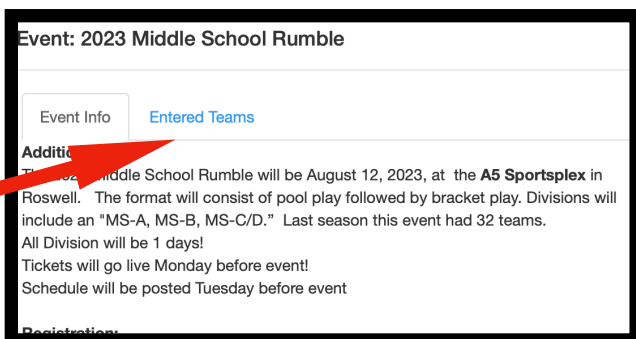 Event: 2023 Middle School Rumble
Event Info
Entered Teams
Middle School Rumble will be August 12, 2023, at the A5 Sportsplex in
Roswell. The format will consist of pool play followed by bracket play. Divisions will
include an "MS-A, MS-B, MS-C/D.” Last season this event had 32 teams.
All Division will be 1 days!
Tickets will go live Monday before event!
Schedule will be posted Tuesday before event
Registration: